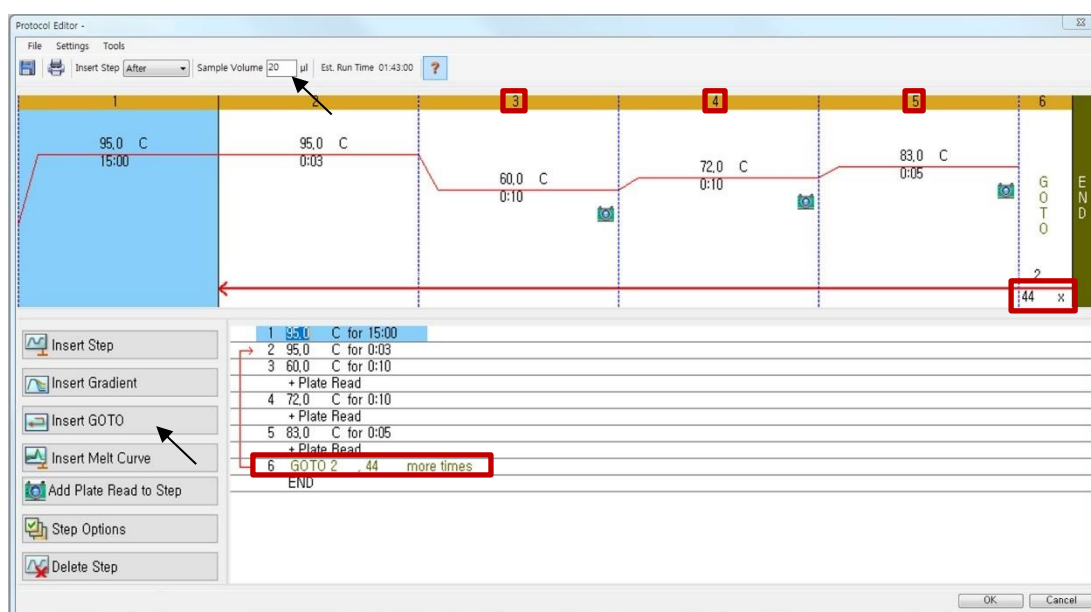 Protocol Editor -
File Settings Tools
Insert Step After Sample Volume 20 μl Est. Run Time 01:43:00 ?
1 2 3 4 5 6
95,0 C
15:00
95,0 C
0:03
60,0 C
0:10
72,0 C
0:10
83,0 C
0:05
GOTO
2
44 x
END
Insert Step
Insert Gradient
Insert GOTO
Insert Melt Curve
Add Plate Read to Step
Step Options
Delete Step
1 95,0 C for 15:00
2 95,0 C for 0:03
3 60,0 C for 0:10
+ Plate Read
4 72,0 C for 0:10
+ Plate Read
5 83,0 C for 0:05
+ Plate Read
6 GOTO 2 , 44 more times
END
OK Cancel